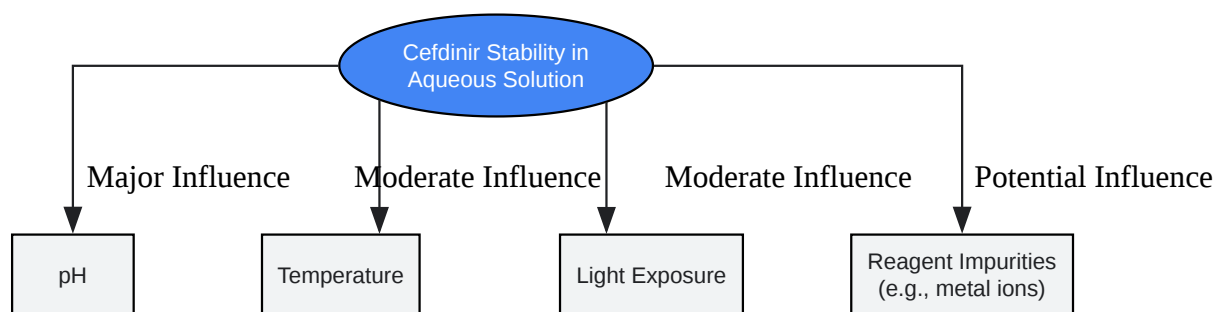 Cefdinir Stability in
Aqueous Solution
Major Influence
Moderate Influence
Moderate Influence
Potential Influence
pH
Temperature
Light Exposure
Reagent Impurities
(e.g., metal ions)